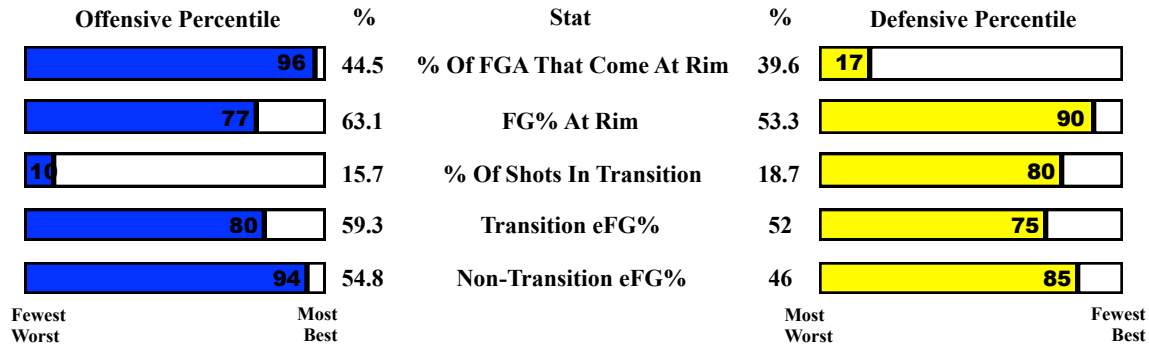 Offensive Percentile % Stat % Defensive Percentile
96 44.5 % Of FGA That Come At Rim 39.6 17
77 63.1 FG% At Rim 53.3 90
10 15.7 % Of Shots In Transition 18.7 80
80 59.3 Transition eFG% 52 75
94 54.8 Non-Transition eFG% 46 85
Fewest Most Most Fewest
Worst Best Worst Best